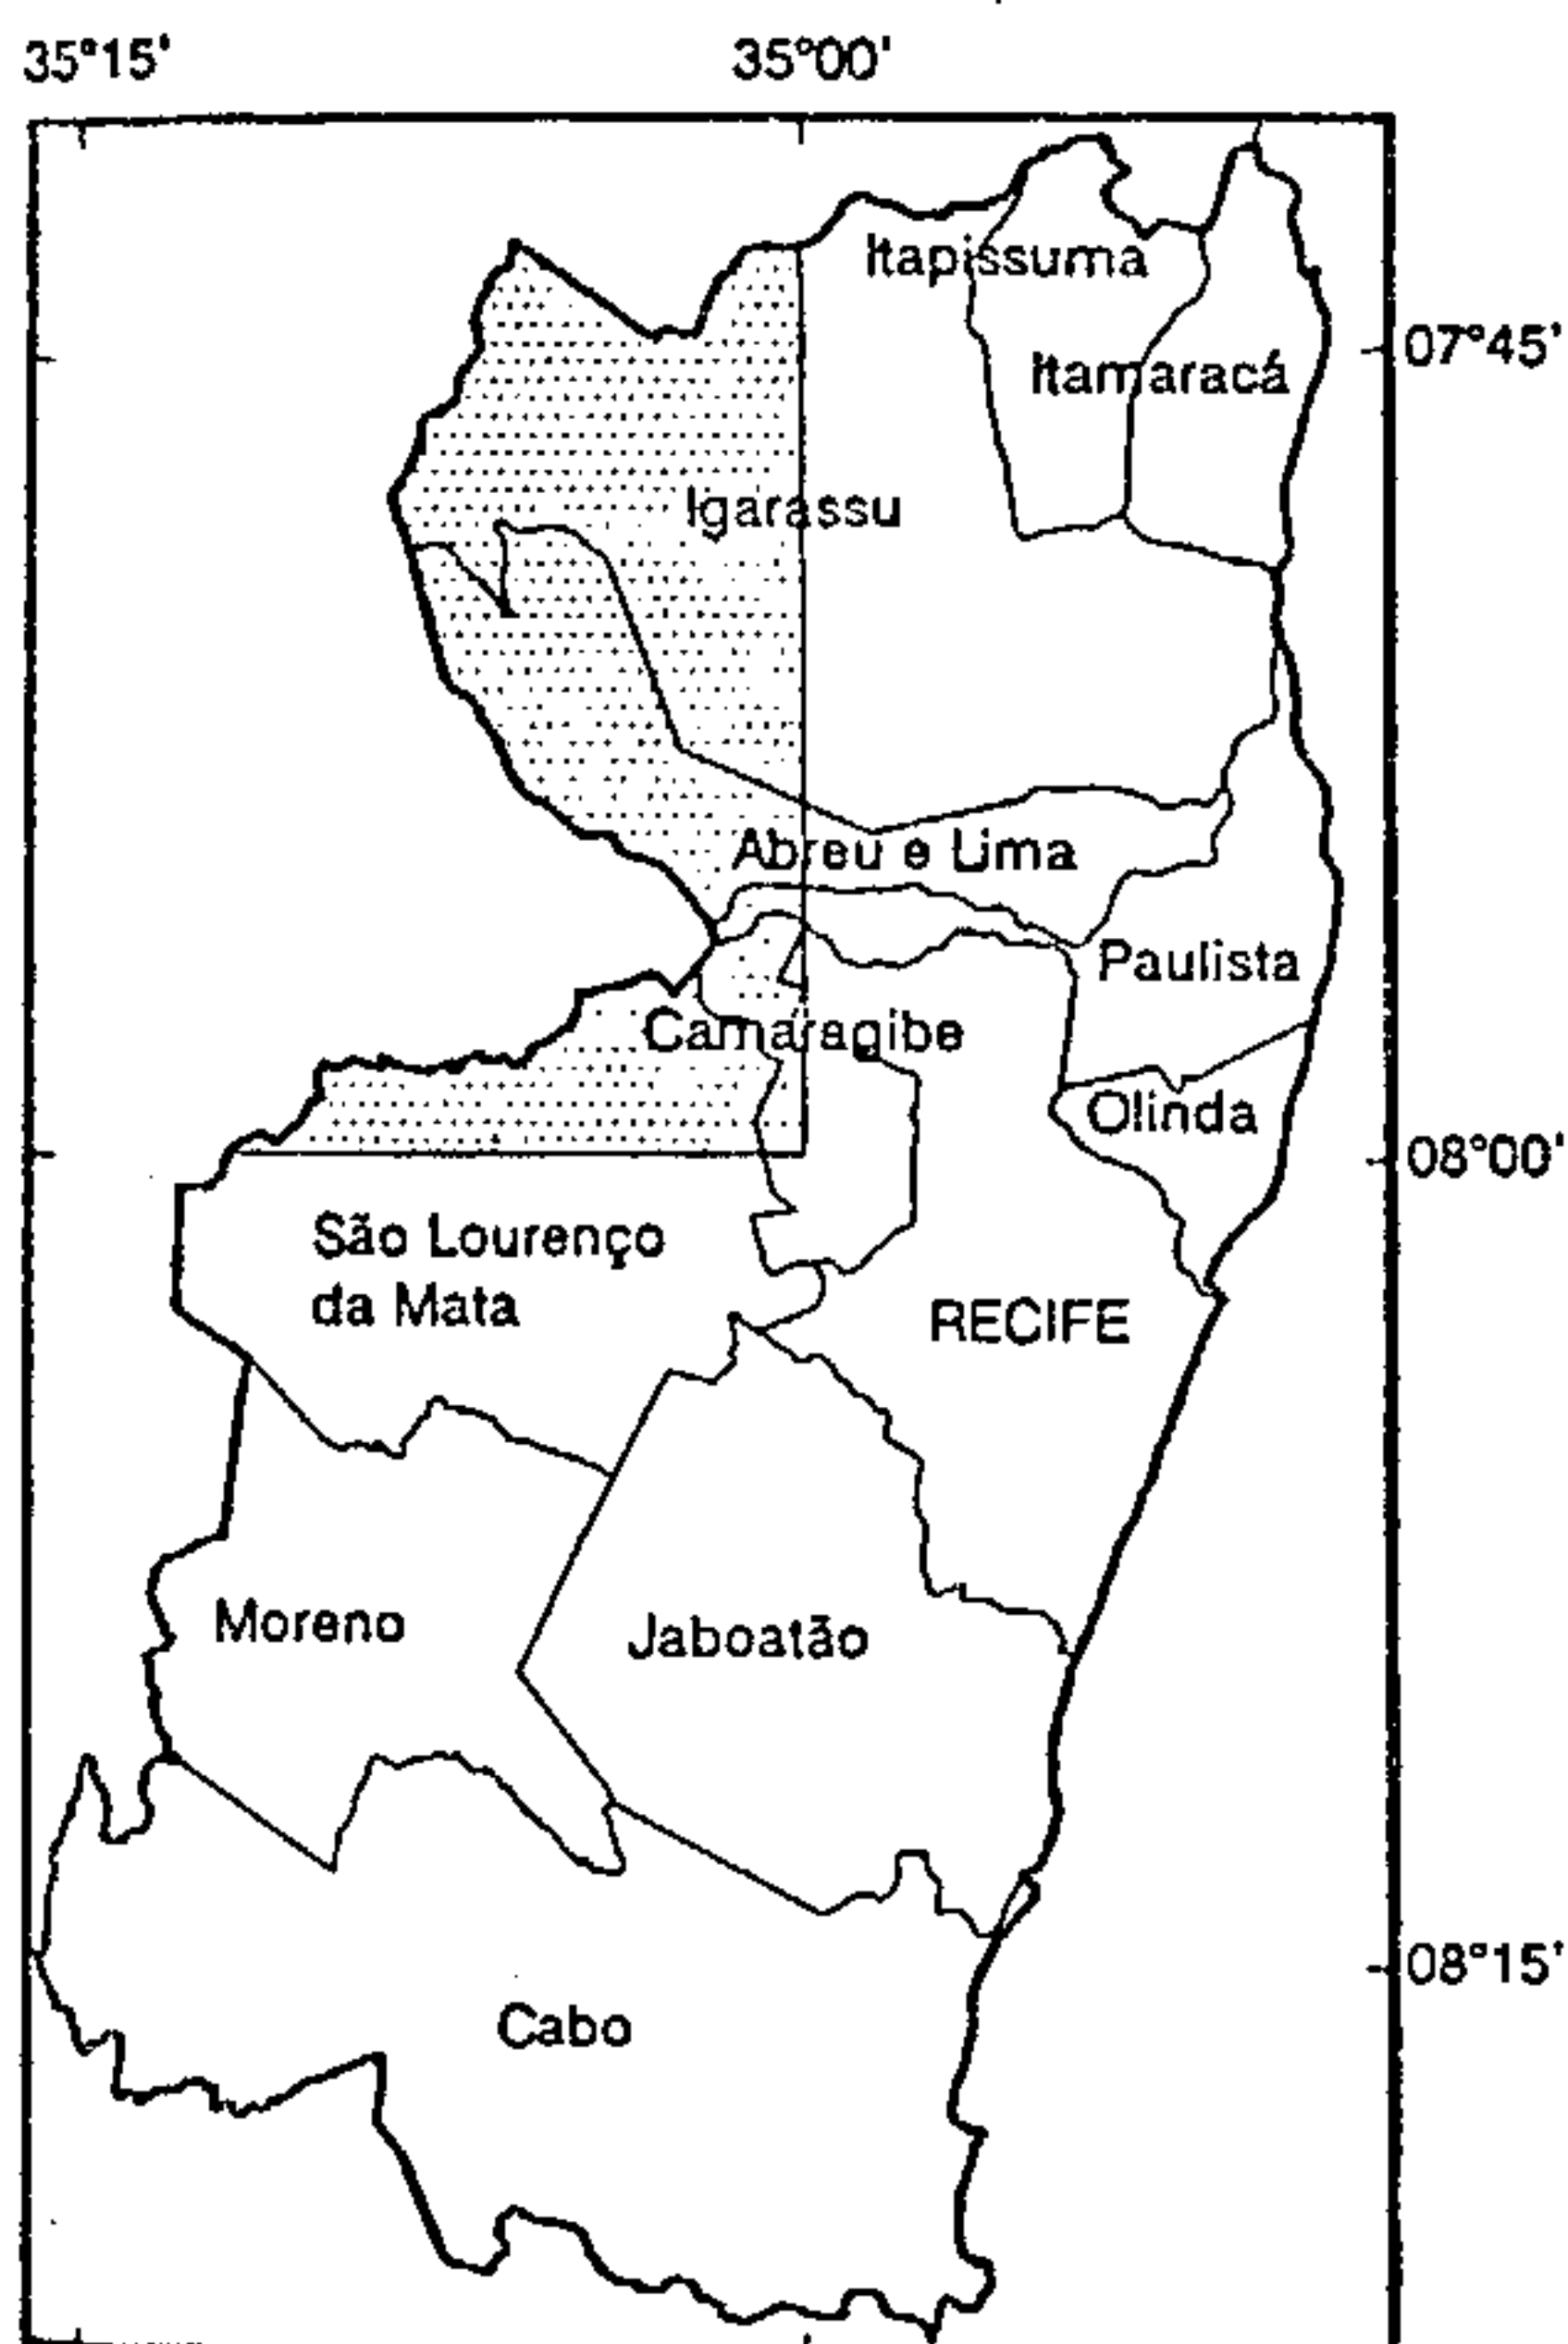 35°15'
35°00'
Itapissuma
07°45'
Itamaracá
Igarassu
Abreu e Lima
Paulista
Camaragibe
Olinda
08°00'
São Lourenço
da Mata
RECIFE
Moreno
Jaboatão
08°15'
Cabo